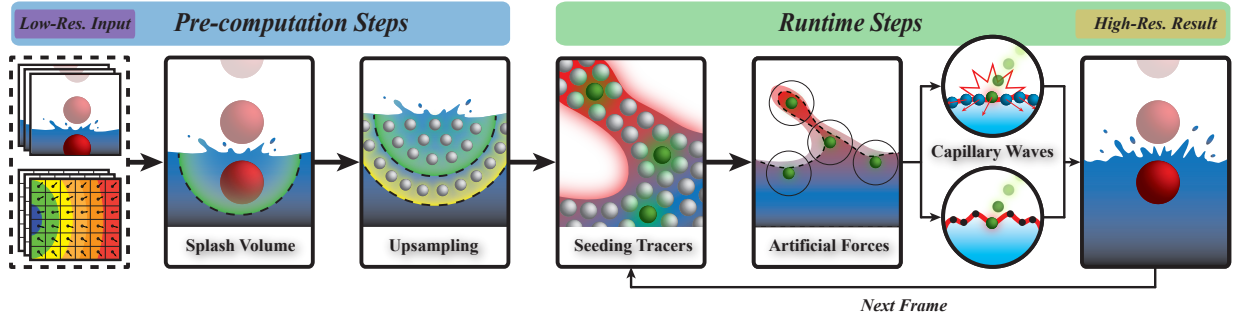 Low-Res. Input
Pre-computation Steps
Runtime Steps
High-Res. Result
Splash Volume
Upsampling
Seeding Tracers
Artificial Forces
Capillary Waves
Next Frame